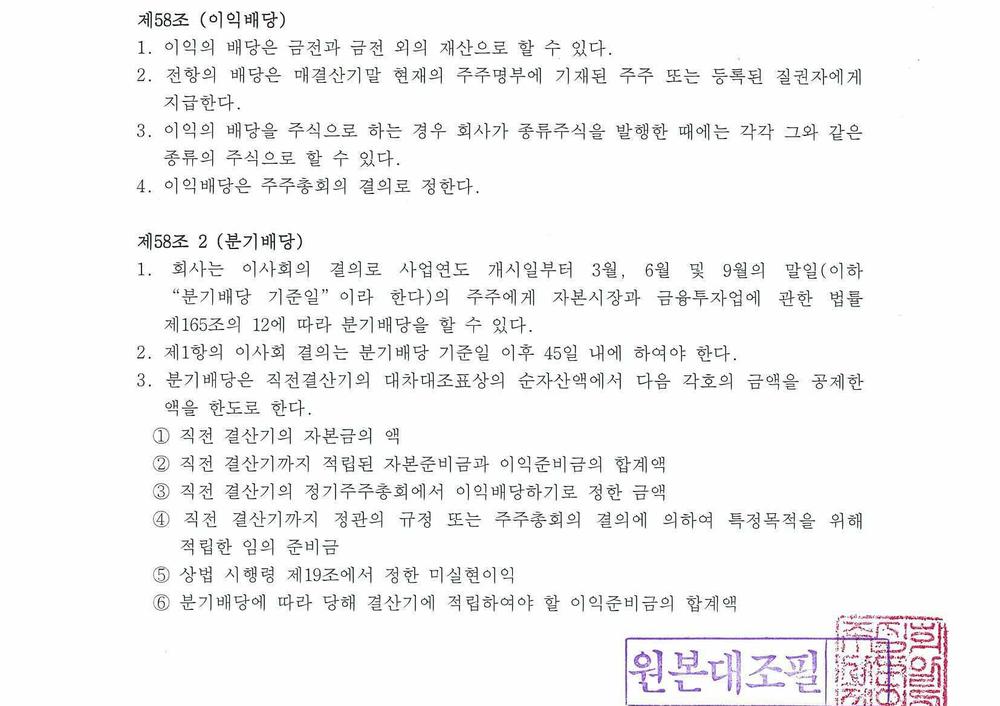 제58조 (이익배당)
1. 이익의 배당은 금전과 금전 외의 재산으로 할 수 있다.
2. 전항의 배당은 매결산기말 현재의 주주명부에 기재된 주주 또는 등록된 질권자에게
지급한다.
3. 이익의 배당을 주식으로 하는 경우 회사가 종류주식을 발행한 때에는 각각 그와 같은
종류의 주식으로 할 수 있다.
4. 이익배당은 주주총회의 결의로 정한다.
제58조 2 (분기배당)
1. 회사는 이사회의 결의로 사업연도 개시일부터 3월, 6월 및 9월의 말일(이하
“분기배당 기준일”이라 한다)의 주주에게 자본시장과 금융투자업에 관한 법률
제165조의 12에 따라 분기배당을 할 수 있다.
2. 제1항의 이사회 결의는 분기배당 기준일 이후 45일 내에 하여야 한다.
3. 분기배당은 직전결산기의 대차대조표상의 순자산액에서 다음 각호의 금액을 공제한
액을 한도로 한다.
① 직전 결산기의 자본금의 액
② 직전 결산기까지 적립된 자본준비금과 이익준비금의 합계액
③ 직전 결산기의 정기주주총회에서 이익배당하기로 정한 금액
④ 직전 결산기까지 정관의 규정 또는 주주총회의 결의에 의하여 특정목적을 위해
적립한 임의 준비금
⑤ 상법 시행령 제19조에서 정한 미실현이익
⑥ 분기배당에 따라 당해 결산기에 적립하여야 할 이익준비금의 합계액
원본대조필